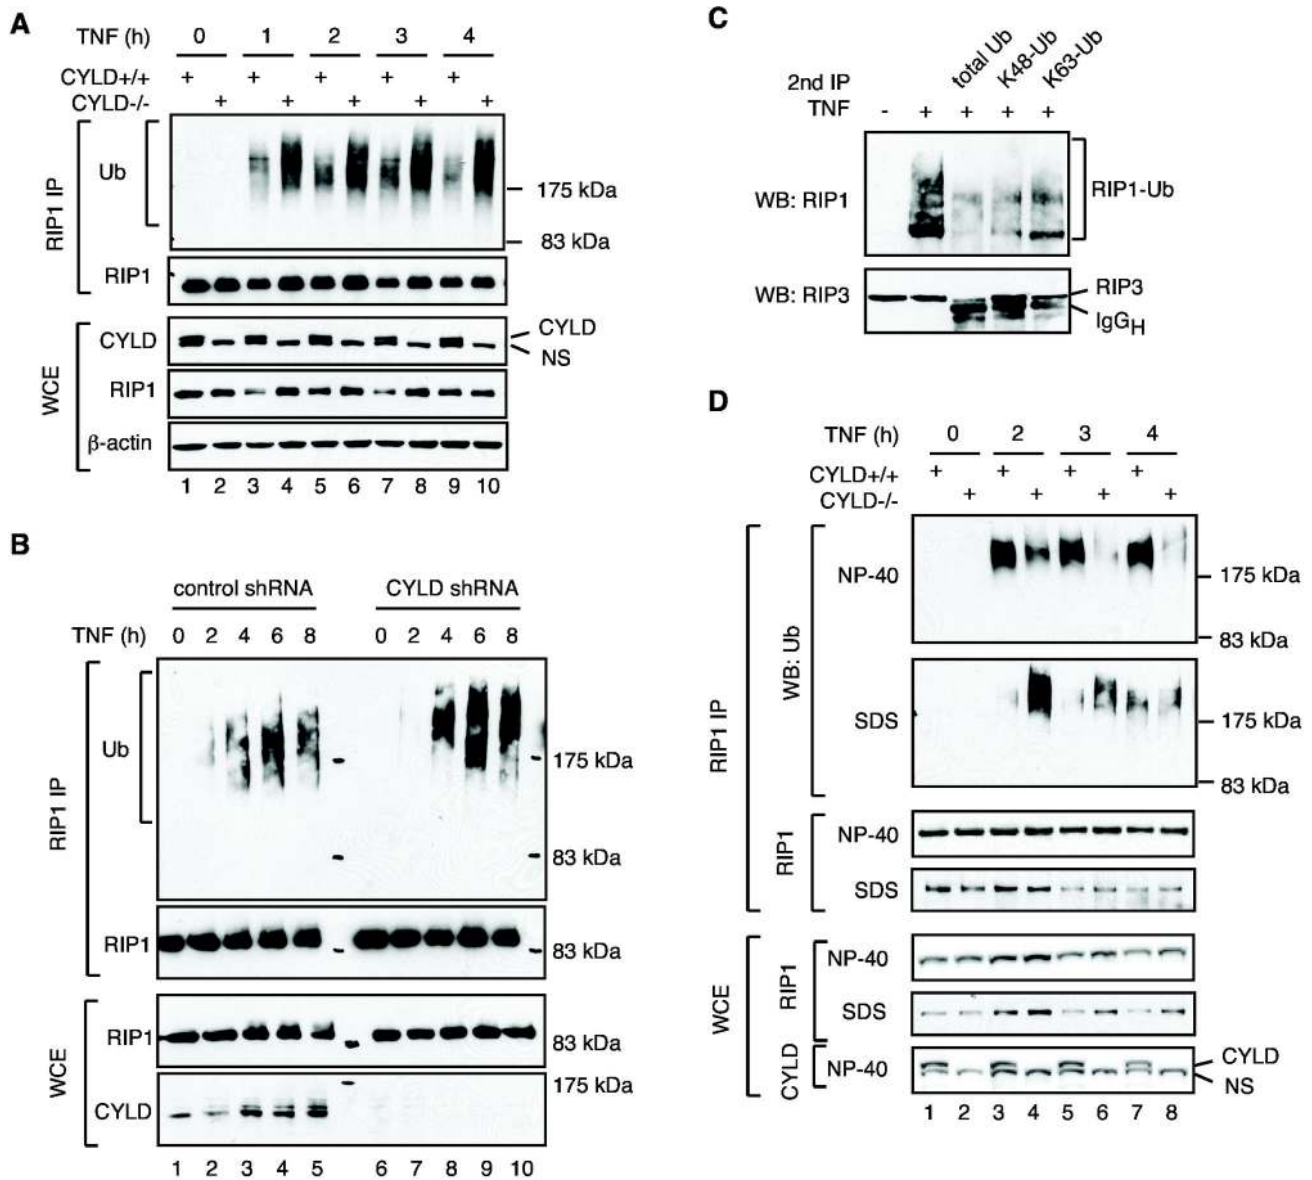 A
TNF (h) 0 1 2 3 4
CYLD+/+ + + + + +
CYLD-/- + + + + +
RIP1 IP
Ub
175 kDa
83 kDa
RIP1
WCE
CYLD
CYLD
NS
RIP1
β-actin
1 2 3 4 5 6 7 8 9 10
B
control shRNA CYLD shRNA
TNF (h) 0 2 4 6 8 0 2 4 6 8
RIP1 IP
Ub
175 kDa
83 kDa
RIP1
83 kDa
WCE
RIP1
83 kDa
175 kDa
CYLD
1 2 3 4 5 6 7 8 9 10
C
2nd IP total Ub K48-Ub K63-Ub
TNF - + + + +
WB: RIP1
RIP1-Ub
WB: RIP3
RIP3
IgGH
D
TNF (h) 0 2 3 4
CYLD+/+ + + + +
CYLD-/- + + + +
RIP1 IP
WB: Ub
NP-40
175 kDa
83 kDa
SDS
175 kDa
83 kDa
RIP1
NP-40
SDS
WCE
RIP1
NP-40
SDS
CYLD
NP-40
CYLD
NS
1 2 3 4 5 6 7 8